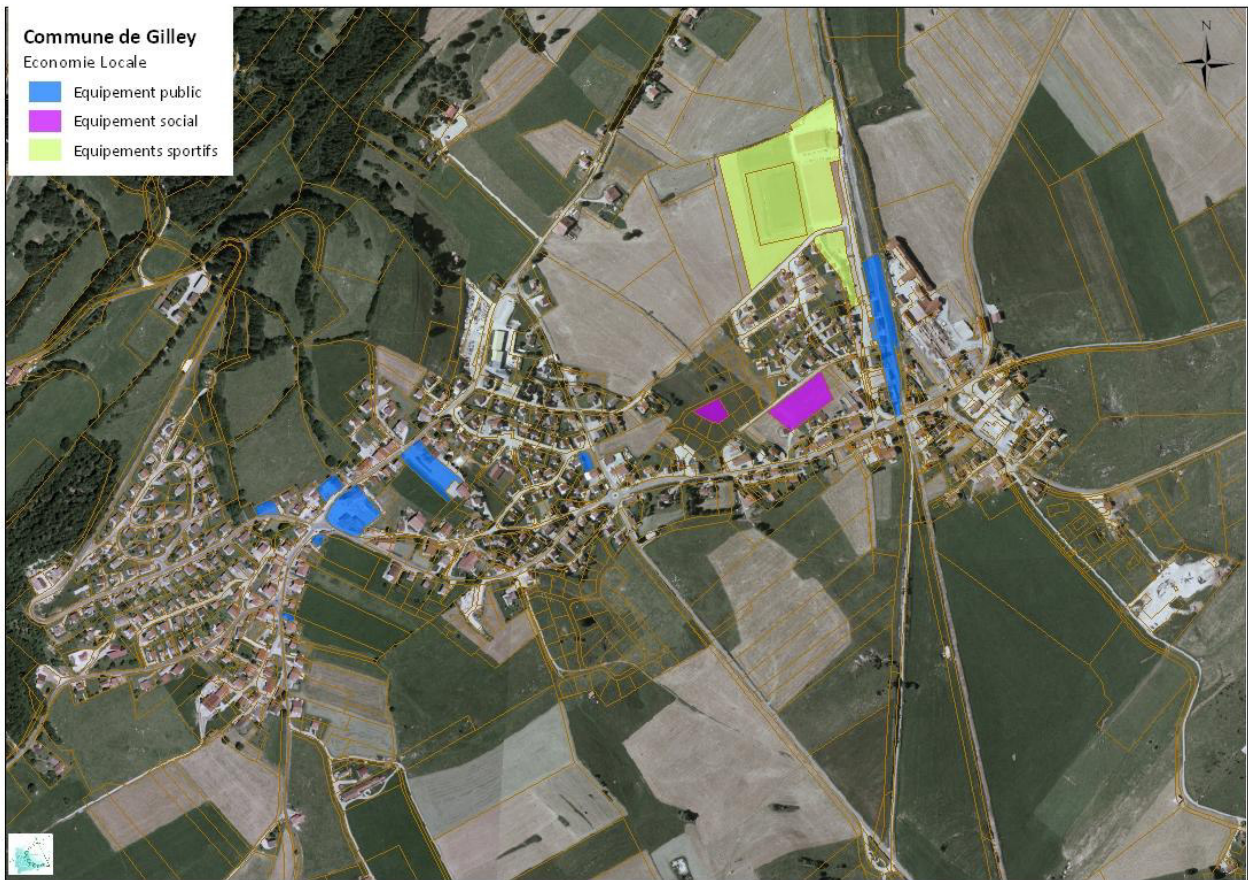 Commune de Gilley
Economie Locale
Equipement public
Equipement social
Equipements sportifs
N